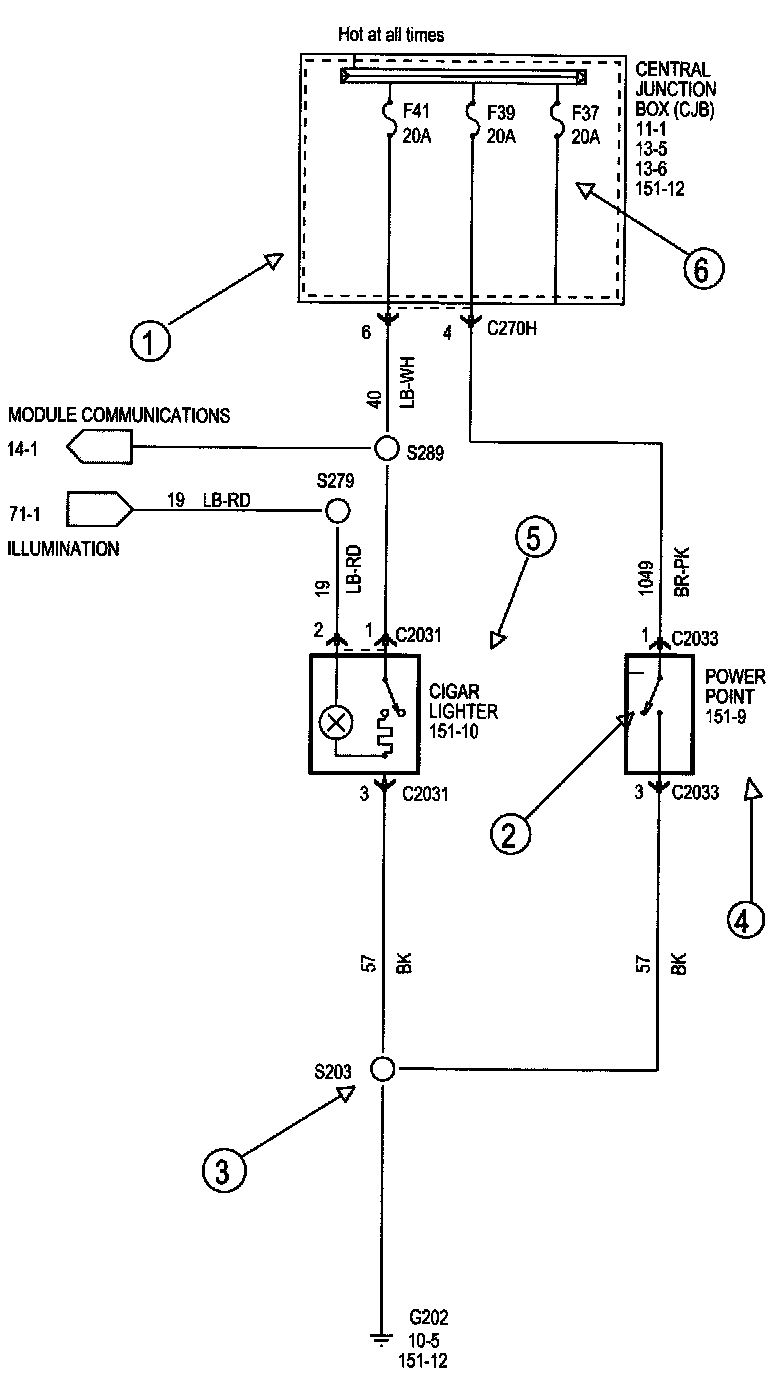 Hot at all times
CENTRAL
JUNCTION
BOX (CJB)
11-1
13-5
13-6
151-12
F41
20A
F39
20A
F37
20A
6
1
6
4
C270H
40
LB-WH
MODULE COMMUNICATIONS
14-1
S289
S279
71-1
19
LB-RD
ILLUMINATION
5
19
LB-RD
1049
BR-PK
2
1
C2031
1
C2033
CIGAR
LIGHTER
151-10
POWER
POINT
151-9
3
C2031
3
C2033
2
4
57
BK
57
BK
S203
3
G202
10-5
151-12